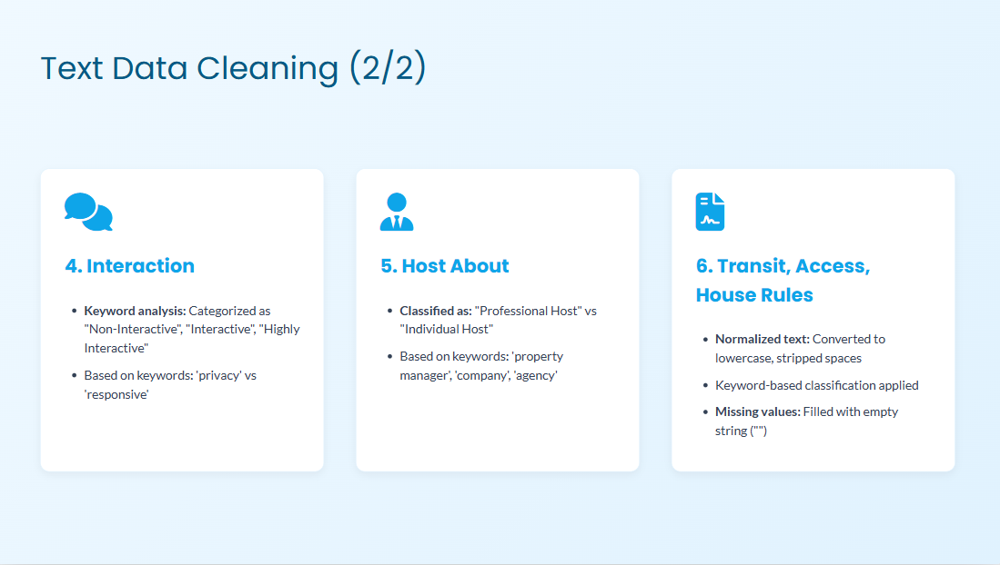 Text Data Cleaning (2/2)
4. Interaction
• Keyword analysis: Categorized as
"Non-Interactive", "Interactive", "Highly
Interactive"
• Based on keywords: 'privacy' vs
'responsive'
5. Host About
• Classified as: "Professional Host" vs
"Individual Host"
• Based on keywords: 'property
manager', 'company', 'agency'
6. Transit, Access,
House Rules
• Normalized text: Converted to
lowercase, stripped spaces
• Keyword-based classification applied
• Missing values: Filled with empty
string ("")